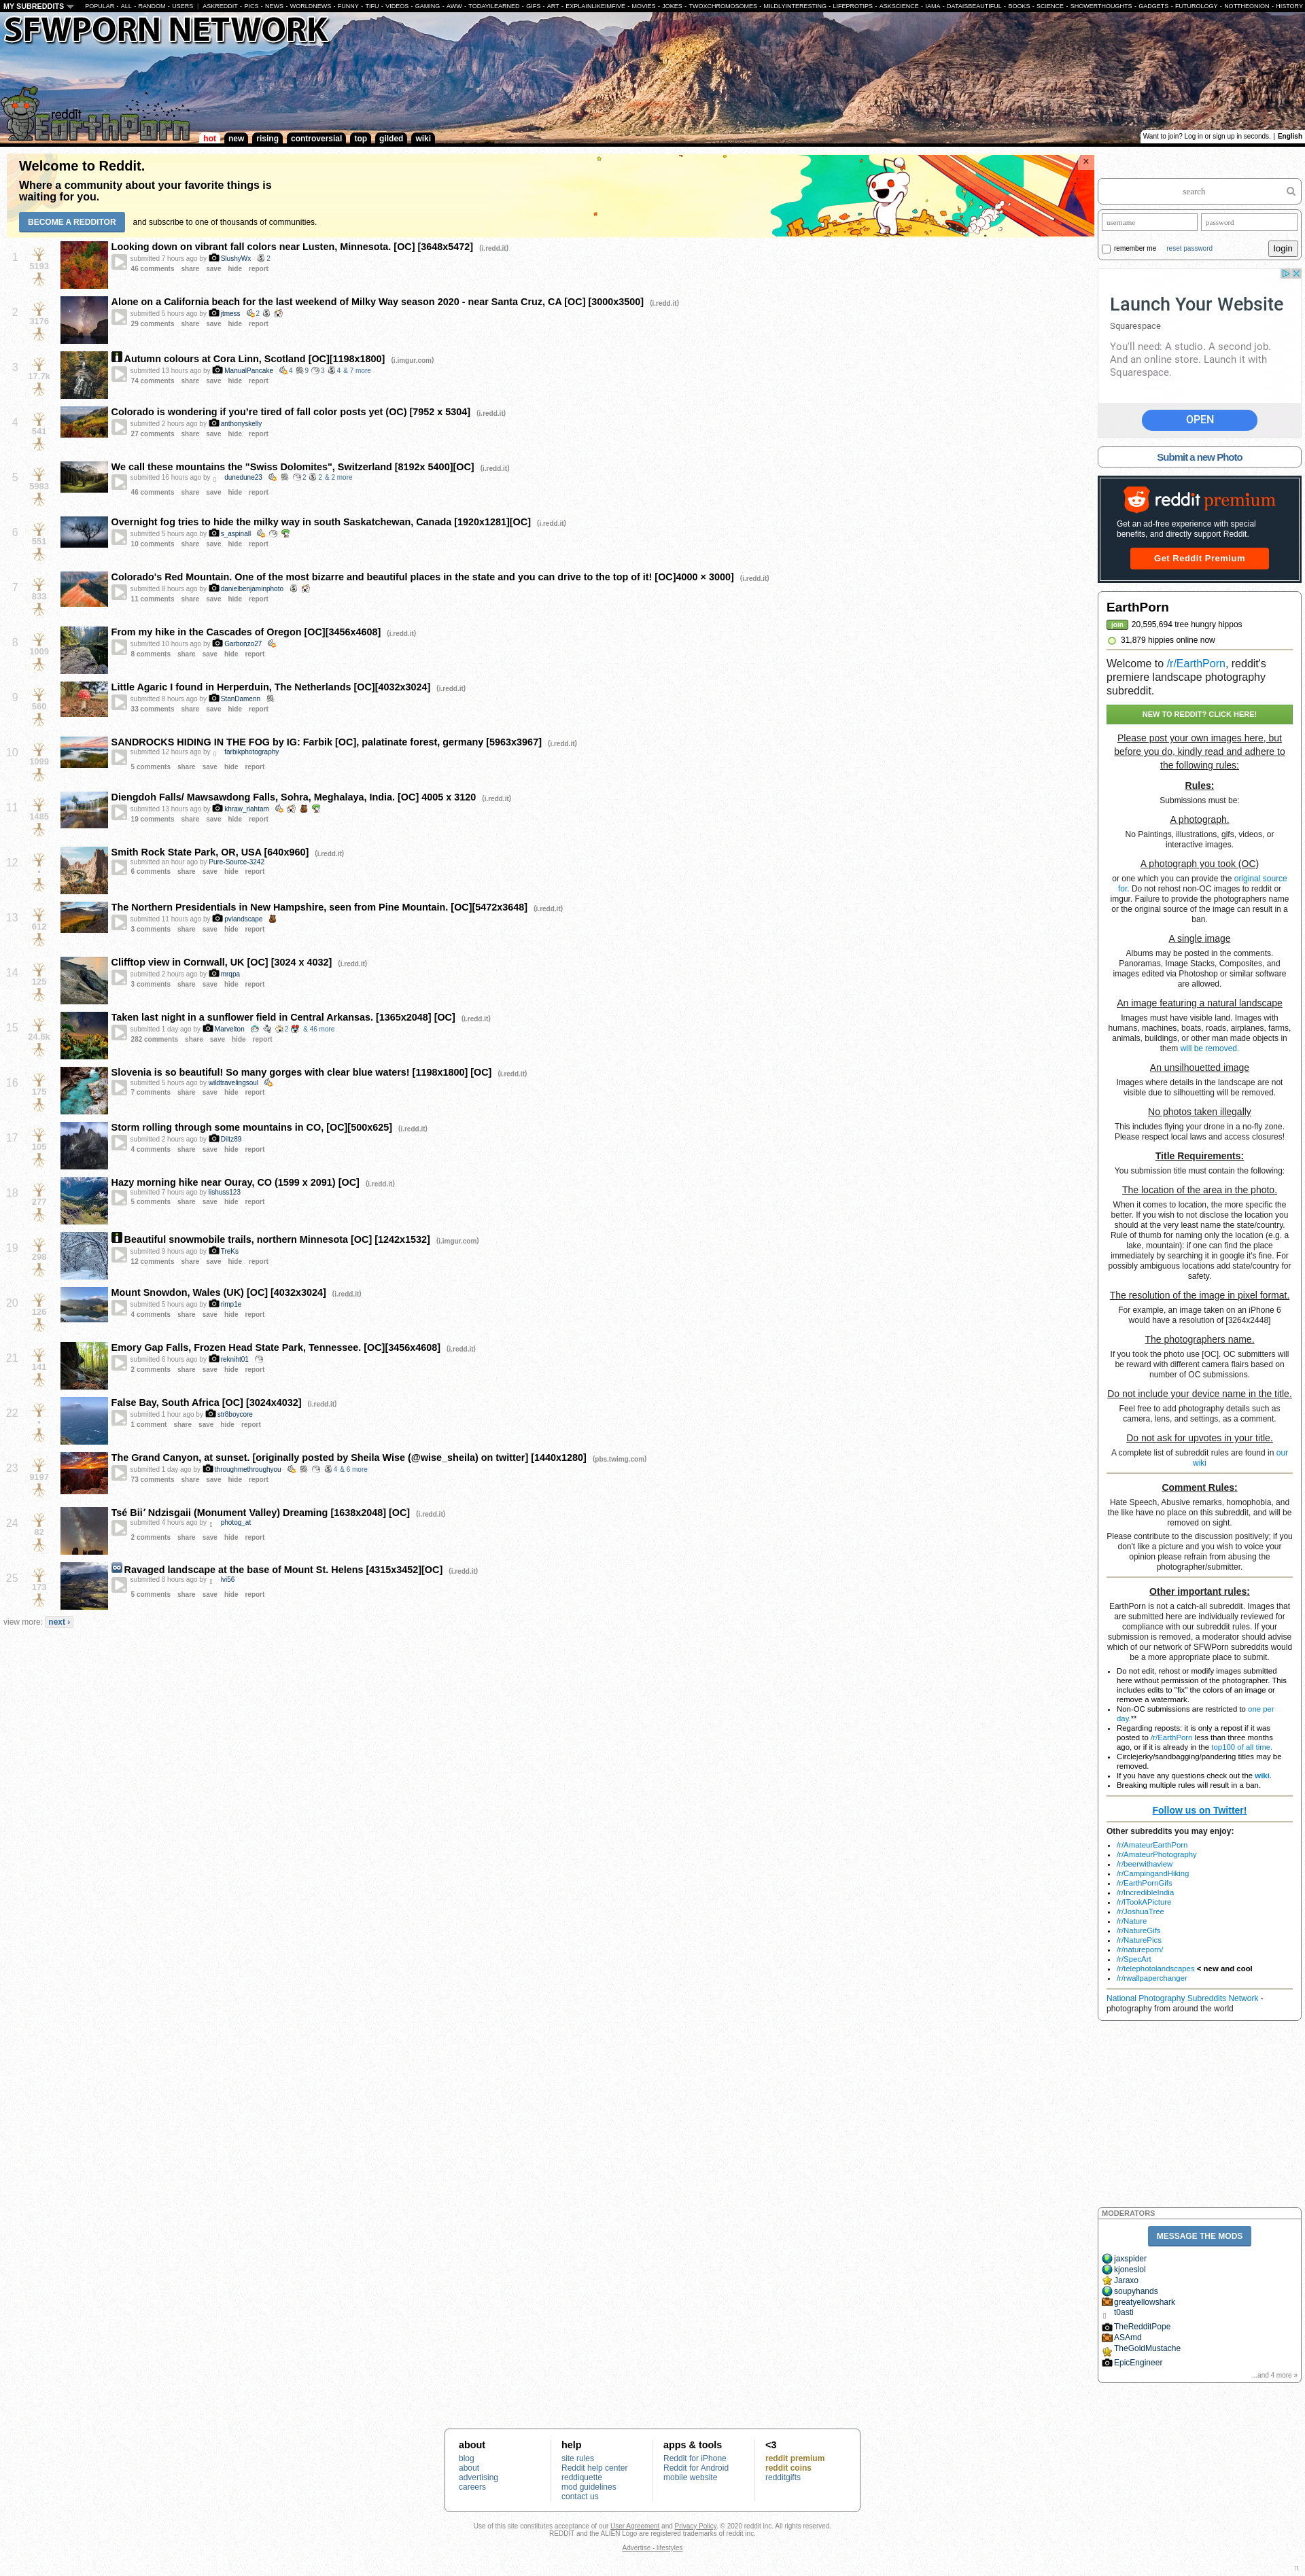 MY SUBREDDITS POPULAR - ALL - RANDOM - USERS | ASKREDDIT - PICS - NEWS - WORLDNEWS - FUNNY - TIFU - VIDEOS - GAMING - AWW - TODAYILEARNED - GIFS - ART - EXPLAINLIKEIMFIVE - MOVIES - JOKES - TWOXCHROMOSOMES - MILDLYINTERESTING - LIFEPROTIPS - ASKSCIENCE - IAMA - DATAISBEAUTIFUL - BOOKS - SCIENCE - SHOWERTHOUGHTS - GADGETS - FUTUROLOGY - NOTTHEONION - HISTORY
SFWPORN NETWORK
reddit
EarthPorn
hot new rising controversial top gilded wiki
Want to join? Log in or sign up in seconds. | English
Welcome to Reddit.
Where a community about your favorite things is
waiting for you.
BECOME A REDDITOR and subscribe to one of thousands of communities.
×
1
5193
Looking down on vibrant fall colors near Lusten, Minnesota. [OC] [3648x5472] (i.redd.it)
submitted 7 hours ago by SlushyWx 2
46 comments share save hide report
2
3176
Alone on a California beach for the last weekend of Milky Way season 2020 - near Santa Cruz, CA [OC] [3000x3500] (i.redd.it)
submitted 5 hours ago by jtmess 2
29 comments share save hide report
3
17.7k
Autumn colours at Cora Linn, Scotland [OC][1198x1800] (i.imgur.com)
submitted 13 hours ago by ManualPancake 4 9 3 4 & 7 more
74 comments share save hide report
4
541
Colorado is wondering if you're tired of fall color posts yet (OC) [7952 x 5304] (i.redd.it)
submitted 2 hours ago by anthonyskelly
27 comments share save hide report
5
5983
We call these mountains the "Swiss Dolomites", Switzerland [8192x 5400][OC] (i.redd.it)
submitted 16 hours ago by dunedune23 2 2 & 2 more
46 comments share save hide report
6
551
Overnight fog tries to hide the milky way in south Saskatchewan, Canada [1920x1281][OC] (i.redd.it)
submitted 5 hours ago by s_aspinall
10 comments share save hide report
7
833
Colorado's Red Mountain. One of the most bizarre and beautiful places in the state and you can drive to the top of it! [OC]4000 × 3000] (i.redd.it)
submitted 8 hours ago by danielbenjaminphoto
11 comments share save hide report
8
1009
From my hike in the Cascades of Oregon [OC][3456x4608] (i.redd.it)
submitted 10 hours ago by Garbonzo27
8 comments share save hide report
9
560
Little Agaric I found in Herperduin, The Netherlands [OC][4032x3024] (i.redd.it)
submitted 8 hours ago by StanDamenn
33 comments share save hide report
10
1099
SANDROCKS HIDING IN THE FOG by IG: Farbik [OC], palatinate forest, germany [5963x3967] (i.redd.it)
submitted 12 hours ago by farbikphotography
5 comments share save hide report
11
1485
Diengdoh Falls/ Mawsawdong Falls, Sohra, Meghalaya, India. [OC] 4005 x 3120 (i.redd.it)
submitted 13 hours ago by khraw_riahtam
19 comments share save hide report
12
•
Smith Rock State Park, OR, USA [640x960] (i.redd.it)
submitted an hour ago by Pure-Source-3242
6 comments share save hide report
13
612
The Northern Presidentials in New Hampshire, seen from Pine Mountain. [OC][5472x3648] (i.redd.it)
submitted 11 hours ago by pvlandscape
3 comments share save hide report
14
125
Clifftop view in Cornwall, UK [OC] [3024 x 4032] (i.redd.it)
submitted 2 hours ago by mrqpa
3 comments share save hide report
15
24.6k
Taken last night in a sunflower field in Central Arkansas. [1365x2048] [OC] (i.redd.it)
submitted 1 day ago by Marvelton 2 & 46 more
282 comments share save hide report
16
175
Slovenia is so beautiful! So many gorges with clear blue waters! [1198x1800] [OC] (i.redd.it)
submitted 5 hours ago by wildtravelingsoul
7 comments share save hide report
17
105
Storm rolling through some mountains in CO, [OC][500x625] (i.redd.it)
submitted 2 hours ago by Diltz89
4 comments share save hide report
18
277
Hazy morning hike near Ouray, CO (1599 x 2091) [OC] (i.redd.it)
submitted 7 hours ago by lishuss123
5 comments share save hide report
19
298
Beautiful snowmobile trails, northern Minnesota [OC] [1242x1532] (i.imgur.com)
submitted 9 hours ago by TreKs
12 comments share save hide report
20
126
Mount Snowdon, Wales (UK) [OC] [4032x3024] (i.redd.it)
submitted 5 hours ago by rimp1e
4 comments share save hide report
21
141
Emory Gap Falls, Frozen Head State Park, Tennessee. [OC][3456x4608] (i.redd.it)
submitted 6 hours ago by rekniht01
2 comments share save hide report
22
•
False Bay, South Africa [OC] [3024x4032] (i.redd.it)
submitted 1 hour ago by str8boycore
1 comment share save hide report
23
9197
The Grand Canyon, at sunset. [originally posted by Sheila Wise (@wise_sheila) on twitter] [1440x1280] (pbs.twimg.com)
submitted 1 day ago by throughmethroughyou 4 & 6 more
73 comments share save hide report
24
82
Tsé Biiʼ Ndzisgaii (Monument Valley) Dreaming [1638x2048] [OC] (i.redd.it)
submitted 4 hours ago by photog_at
2 comments share save hide report
25
173
Ravaged landscape at the base of Mount St. Helens [4315x3452][OC] (i.redd.it)
submitted 8 hours ago by lvi56
5 comments share save hide report
view more: next ›
search
username password
remember me reset password login
Launch Your Website
Squarespace
You'll need: A studio. A second job.
And an online store. Launch it with
Squarespace.
OPEN
Submit a new Photo
reddit premium
Get an ad-free experience with special
benefits, and directly support Reddit.
Get Reddit Premium
EarthPorn
join 20,595,694 tree hungry hippos
31,879 hippies online now
Welcome to /r/EarthPorn, reddit's
premiere landscape photography
subreddit.
NEW TO REDDIT? CLICK HERE!
Please post your own images here, but
before you do, kindly read and adhere to
the following rules:
Rules:
Submissions must be:
A photograph.
No Paintings, illustrations, gifs, videos, or
interactive images.
A photograph you took (OC)
or one which you can provide the original source
for. Do not rehost non-OC images to reddit or
imgur. Failure to provide the photographers name
or the original source of the image can result in a
ban.
A single image
Albums may be posted in the comments.
Panoramas, Image Stacks, Composites, and
images edited via Photoshop or similar software
are allowed.
An image featuring a natural landscape
Images must have visible land. Images with
humans, machines, boats, roads, airplanes, farms,
animals, buildings, or other man made objects in
them will be removed.
An unsilhouetted image
Images where details in the landscape are not
visible due to silhouetting will be removed.
No photos taken illegally
This includes flying your drone in a no-fly zone.
Please respect local laws and access closures!
Title Requirements:
You submission title must contain the following:
The location of the area in the photo.
When it comes to location, the more specific the
better. If you wish to not disclose the location you
should at the very least name the state/country.
Rule of thumb for naming only the location (e.g. a
lake, mountain): if one can find the place
immediately by searching it in google it's fine. For
possibly ambiguous locations add state/country for
safety.
The resolution of the image in pixel format.
For example, an image taken on an iPhone 6
would have a resolution of [3264x2448]
The photographers name.
If you took the photo use [OC]. OC submitters will
be reward with different camera flairs based on
number of OC submissions.
Do not include your device name in the title.
Feel free to add photography details such as
camera, lens, and settings, as a comment.
Do not ask for upvotes in your title.
A complete list of subreddit rules are found in our
wiki
Comment Rules:
Hate Speech, Abusive remarks, homophobia, and
the like have no place on this subreddit, and will be
removed on sight.
Please contribute to the discussion positively; if you
don't like a picture and you wish to voice your
opinion please refrain from abusing the
photographer/submitter.
Other important rules:
EarthPorn is not a catch-all subreddit. Images that
are submitted here are individually reviewed for
compliance with our subreddit rules. If your
submission is removed, a moderator should advise
which of our network of SFWPorn subreddits would
be a more appropriate place to submit.
• Do not edit, rehost or modify images submitted
here without permission of the photographer. This
includes edits to "fix" the colors of an image or
remove a watermark.
• Non-OC submissions are restricted to one per
day.**
• Regarding reposts: it is only a repost if it was
posted to /r/EarthPorn less than three months
ago, or if it is already in the top100 of all time.
• Circlejerky/sandbagging/pandering titles may be
removed.
• If you have any questions check out the wiki.
• Breaking multiple rules will result in a ban.
Follow us on Twitter!
Other subreddits you may enjoy:
• /r/AmateurEarthPorn
• /r/AmateurPhotography
• /r/beerwithaview
• /r/CampingandHiking
• /r/EarthPornGifs
• /r/IncredibleIndia
• /r/ITookAPicture
• /r/JoshuaTree
• /r/Nature
• /r/NatureGifs
• /r/NaturePics
• /r/natureporn/
• /r/SpecArt
• /r/telephotolandscapes < new and cool
• /r/rwallpaperchanger
National Photography Subreddits Network -
photography from around the world
MODERATORS
MESSAGE THE MODS
jaxspider
kjoneslol
Jaraxo
soupyhands
greatyellowshark
t0asti
TheRedditPope
ASAmd
TheGoldMustache
EpicEngineer
...and 4 more »
about
blog
about
advertising
careers
help
site rules
Reddit help center
reddiquette
mod guidelines
contact us
apps & tools
Reddit for iPhone
Reddit for Android
mobile website
<3
reddit premium
reddit coins
redditgifts
Use of this site constitutes acceptance of our User Agreement and Privacy Policy. © 2020 reddit inc. All rights reserved.
REDDIT and the ALIEN Logo are registered trademarks of reddit inc.
Advertise - lifestyles
π